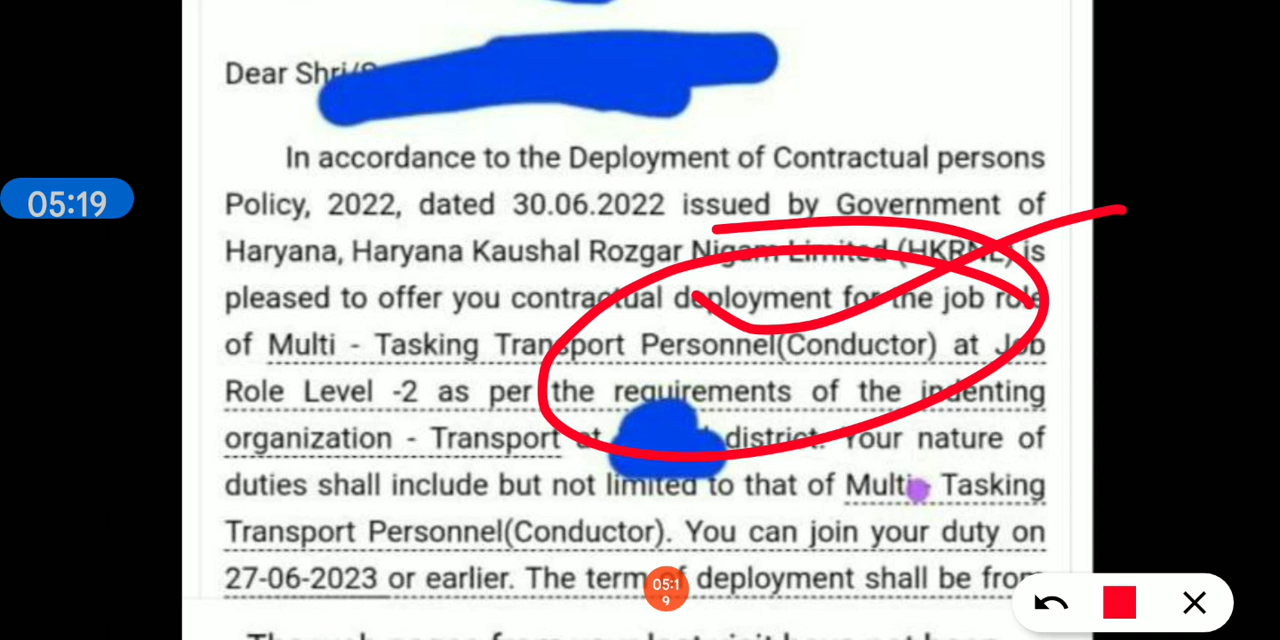 Dear Shri/S
In accordance to the Deployment of Contractual persons
Policy, 2022, dated 30.06.2022 issued by Government of
Haryana, Haryana Kaushal Rozgar Nigam Limited (HKRNL) is
pleased to offer you contractual deployment for the job role
of Multi - Tasking Transport Personnel(Conductor) at Job
Role Level -2 as per the requirements of the indenting
organization - Transport at district. Your nature of
duties shall include but not limited to that of Multi - Tasking
Transport Personnel(Conductor). You can join your duty on
27-06-2023 or earlier. The term of deployment shall be from
05:19
05:1
9